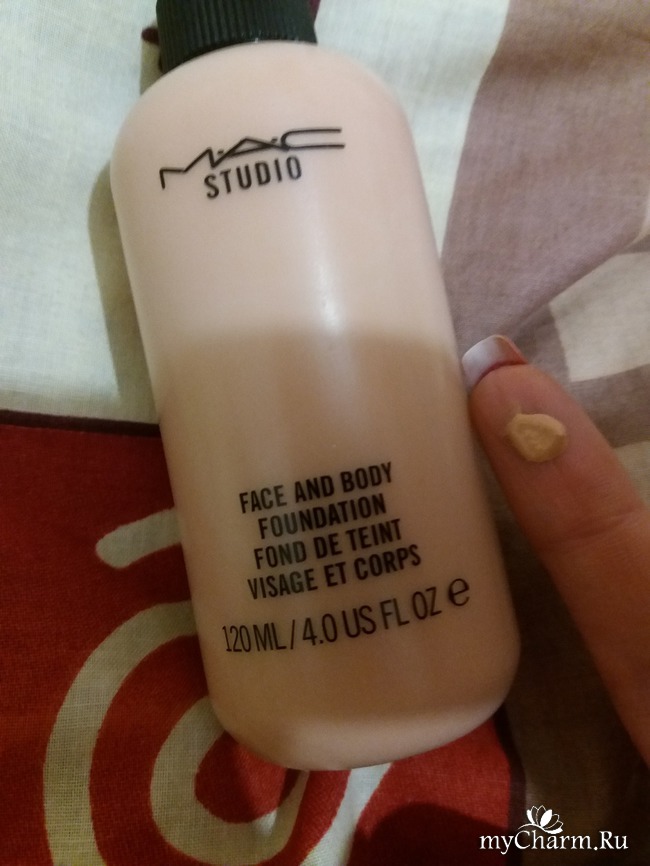 M·A·C
STUDIO
FACE AND BODY
FOUNDATION
FOND DE TEINT
VISAGE ET CORPS
120 ML / 4.0 US FL OZ e
myCharm.Ru